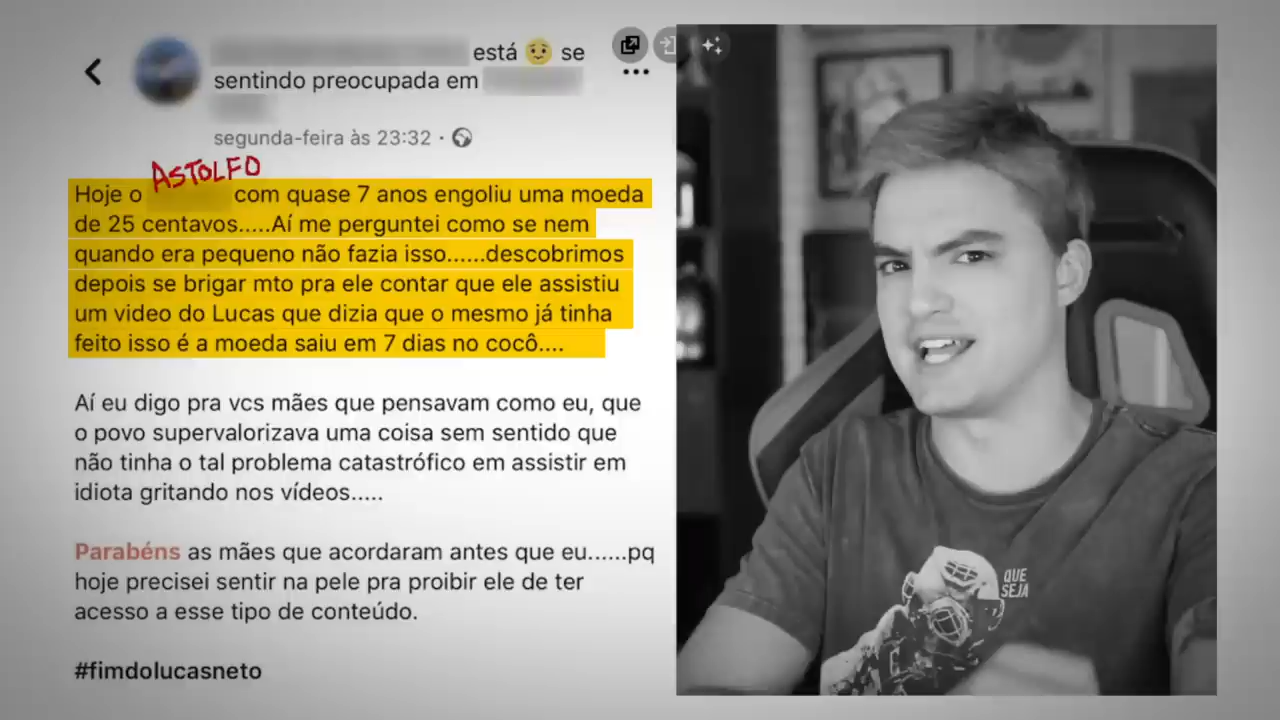 está 😟 se
sentindo preocupada em
segunda-feira às 23:32 ·
ASTOLFO
Hoje o com quase 7 anos engoliu uma moeda
de 25 centavos.....Aí me perguntei como se nem
quando era pequeno não fazia isso......descobrimos
depois se brigar mto pra ele contar que ele assistiu
um video do Lucas que dizia que o mesmo já tinha
feito isso é a moeda saiu em 7 dias no cocô....
Aí eu digo pra vcs mães que pensavam como eu, que
o povo supervalorizava uma coisa sem sentido que
não tinha o tal problema catastrófico em assistir em
idiota gritando nos vídeos.....
Parabéns as mães que acordaram antes que eu......pq
hoje precisei sentir na pele pra proibir ele de ter
acesso a esse tipo de conteúdo.
#fimdolucasneto
QUE
SEJA